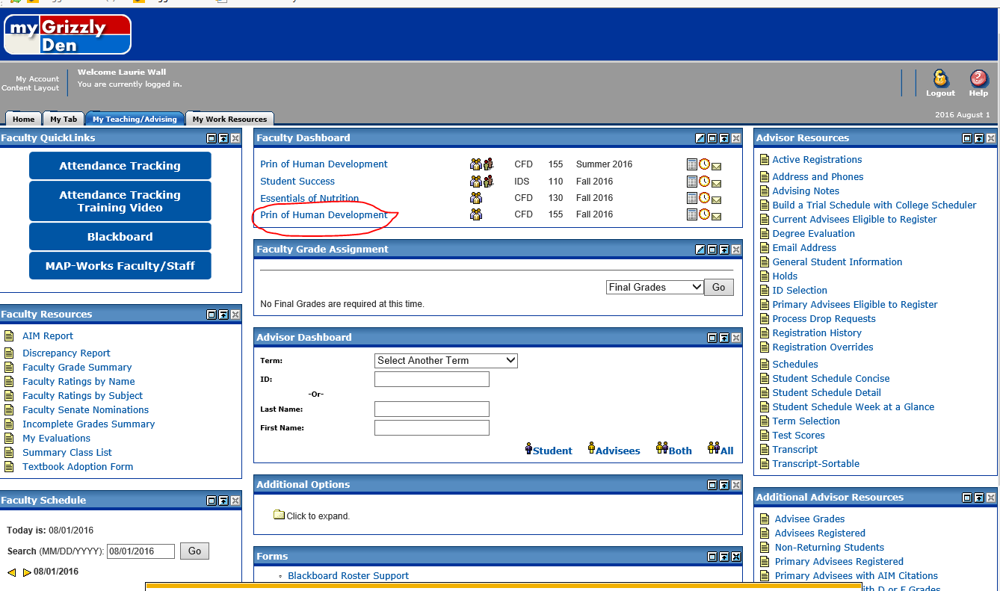 my Grizzly
Den
My Account
Content Layout
Welcome Laurie Wall
You are currently logged in.
Logout
Help
Home
My Tab
My Teaching/Advising
My Work Resources
2016 August 1
Faculty QuickLinks
Attendance Tracking
Attendance Tracking
Training Video
Blackboard
MAP-Works Faculty/Staff
Faculty Resources
AIM Report
Discrepancy Report
Faculty Grade Summary
Faculty Ratings by Name
Faculty Ratings by Subject
Faculty Senate Nominations
Incomplete Grades Summary
My Evaluations
Summary Class List
Textbook Adoption Form
Faculty Schedule
Today is: 08/01/2016
Search (MM/DD/YYYY): 08/01/2016 Go
08/01/2016
Faculty Dashboard
Prin of Human Development CFD 155 Summer 2016
Student Success IDS 110 Fall 2016
Essentials of Nutrition CFD 130 Fall 2016
Prin of Human Development CFD 155 Fall 2016
Faculty Grade Assignment
Final Grades Go
No Final Grades are required at this time.
Advisor Dashboard
Term: Select Another Term
ID:
-Or-
Last Name:
First Name:
Student Advisees Both All
Additional Options
Click to expand.
Forms
Blackboard Roster Support
Advisor Resources
Active Registrations
Address and Phones
Advising Notes
Build a Trial Schedule with College Scheduler
Current Advisees Eligible to Register
Degree Evaluation
Email Address
General Student Information
Holds
ID Selection
Primary Advisees Eligible to Register
Process Drop Requests
Registration History
Registration Overrides
Schedules
Student Schedule Concise
Student Schedule Detail
Student Schedule Week at a Glance
Term Selection
Test Scores
Transcript
Transcript-Sortable
Additional Advisor Resources
Advisee Grades
Advisees Registered
Non-Returning Students
Primary Advisees Registered
Primary Advisees with AIM Citations
with D or F Grades